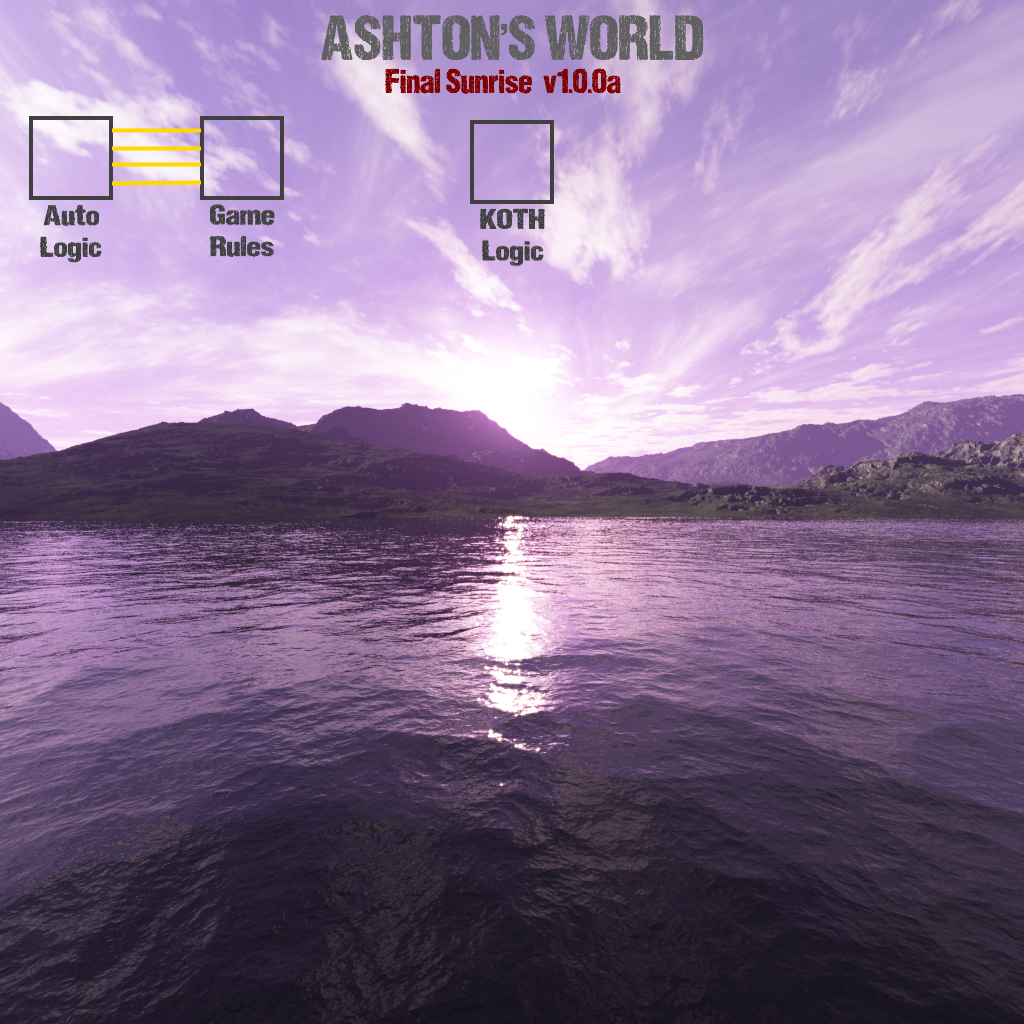 ASHTON'S WORLD
Final Sunrise v1.0.0a
Auto
Logic
Game
Rules
KOTH
Logic